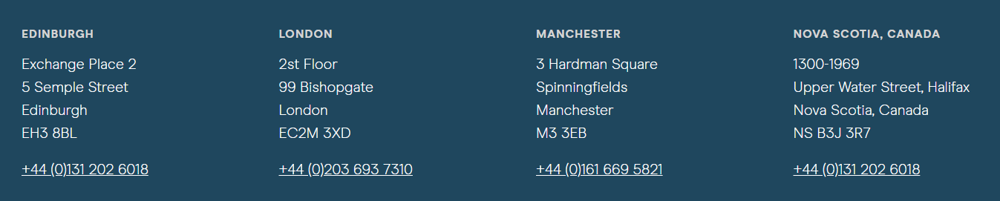 EDINBURGH
Exchange Place 2
5 Semple Street
Edinburgh
EH3 8BL
+44 (0)131 202 6018
LONDON
2st Floor
99 Bishopgate
London
EC2M 3XD
+44 (0)203 693 7310
MANCHESTER
3 Hardman Square
Spinningfields
Manchester
M3 3EB
+44 (0)161 669 5821
NOVA SCOTIA, CANADA
1300-1969
Upper Water Street, Halifax
Nova Scotia, Canada
NS B3J 3R7
+44 (0)131 202 6018